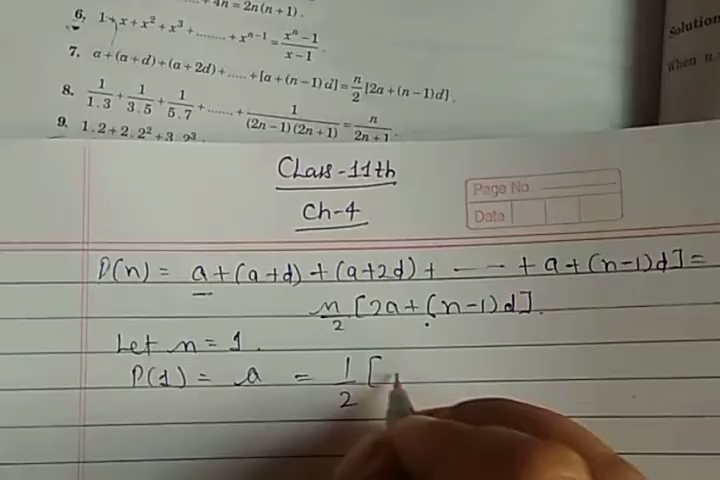 + 4n = 2n(n+1).
6. 1+x+x²+x³+........+xⁿ⁻¹ = (xⁿ−1)/(x−1).
7. a+(a+d)+(a+2d)+.....+[a+(n−1)d] = n/2[2a+(n−1)d].
8. 1/1.3 + 1/3.5 + 1/5.7 + ....... + 1/(2n−1)(2n+1) = n/2n+1.
9. 1.2+2.2²+3.2³
Solution
When n
Class-11th
Ch-4
Page No.
Date
P(n) = a+(a+d)+(a+2d)+ - - - + a+(n-1)d] =
n/2 [2a+(n-1)d].
Let n = 1.
P(1) = a = 1/2 [